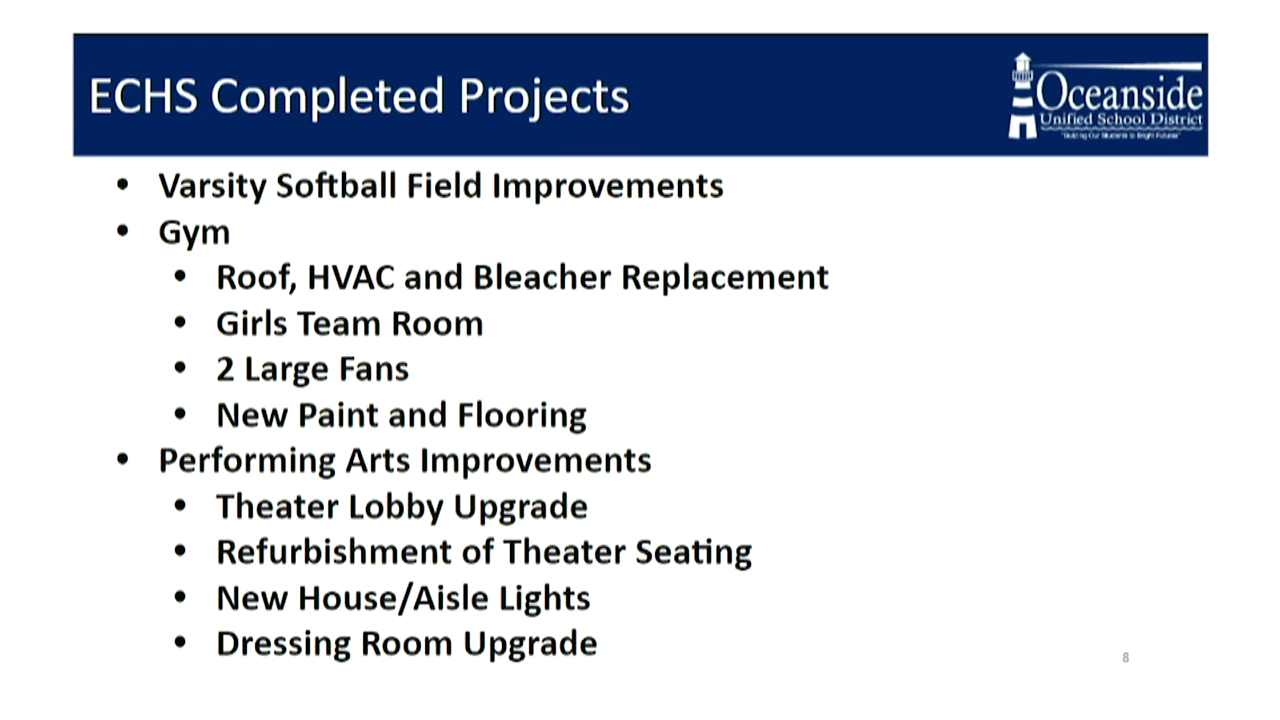 ECHS Completed Projects
Oceanside
Unified School District
• Varsity Softball Field Improvements
• Gym
• Roof, HVAC and Bleacher Replacement
• Girls Team Room
• 2 Large Fans
• New Paint and Flooring
• Performing Arts Improvements
• Theater Lobby Upgrade
• Refurbishment of Theater Seating
• New House/Aisle Lights
• Dressing Room Upgrade
8